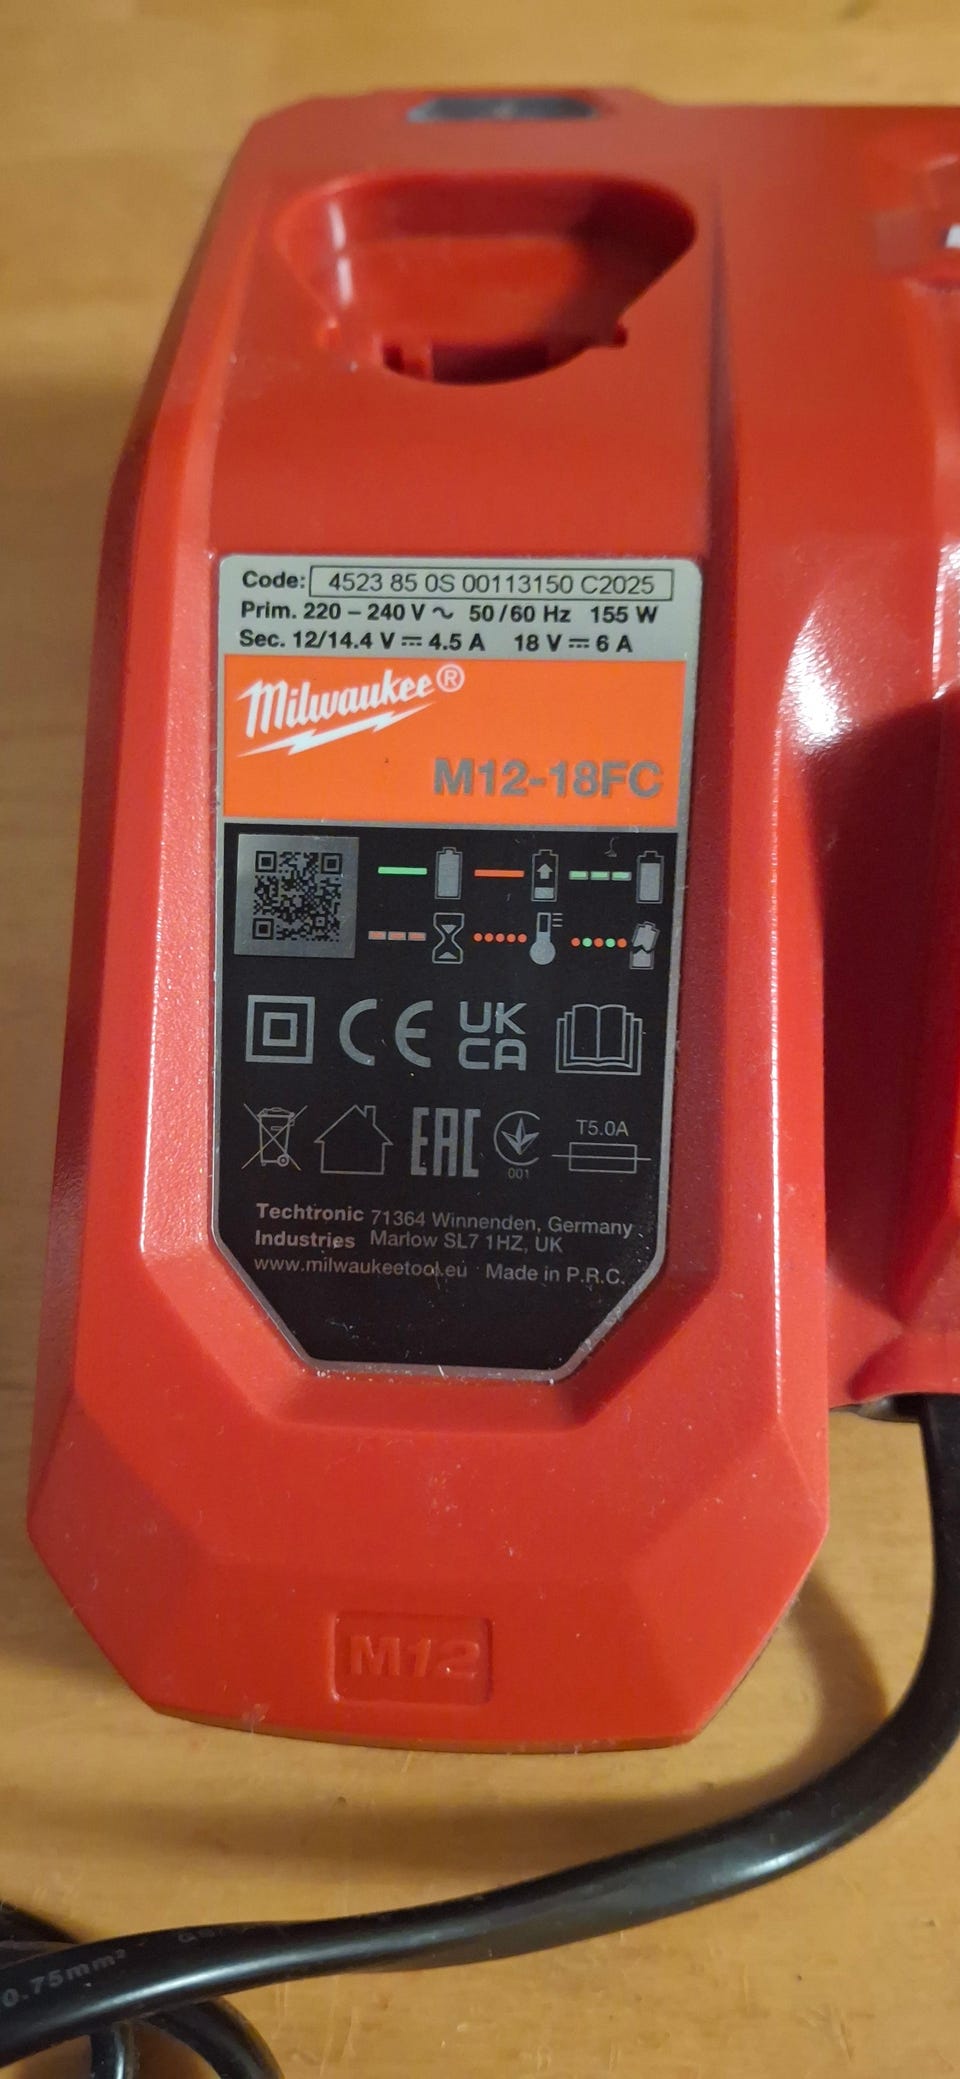 Code: 4523 85 0S 00113150 C2025
Prim. 220 – 240 V ~ 50/60 Hz 155 W
Sec. 12/14.4 V ⎓ 4.5 A 18 V ⎓ 6 A
Milwaukee®
M12-18FC
CE UK
CA
EAC
001
T5.0A
Techtronic 71364 Winnenden, Germany
Industries Marlow SL7 1HZ, UK
www.milwaukeetool.eu Made in P.R.C.
M12
0.75mm²